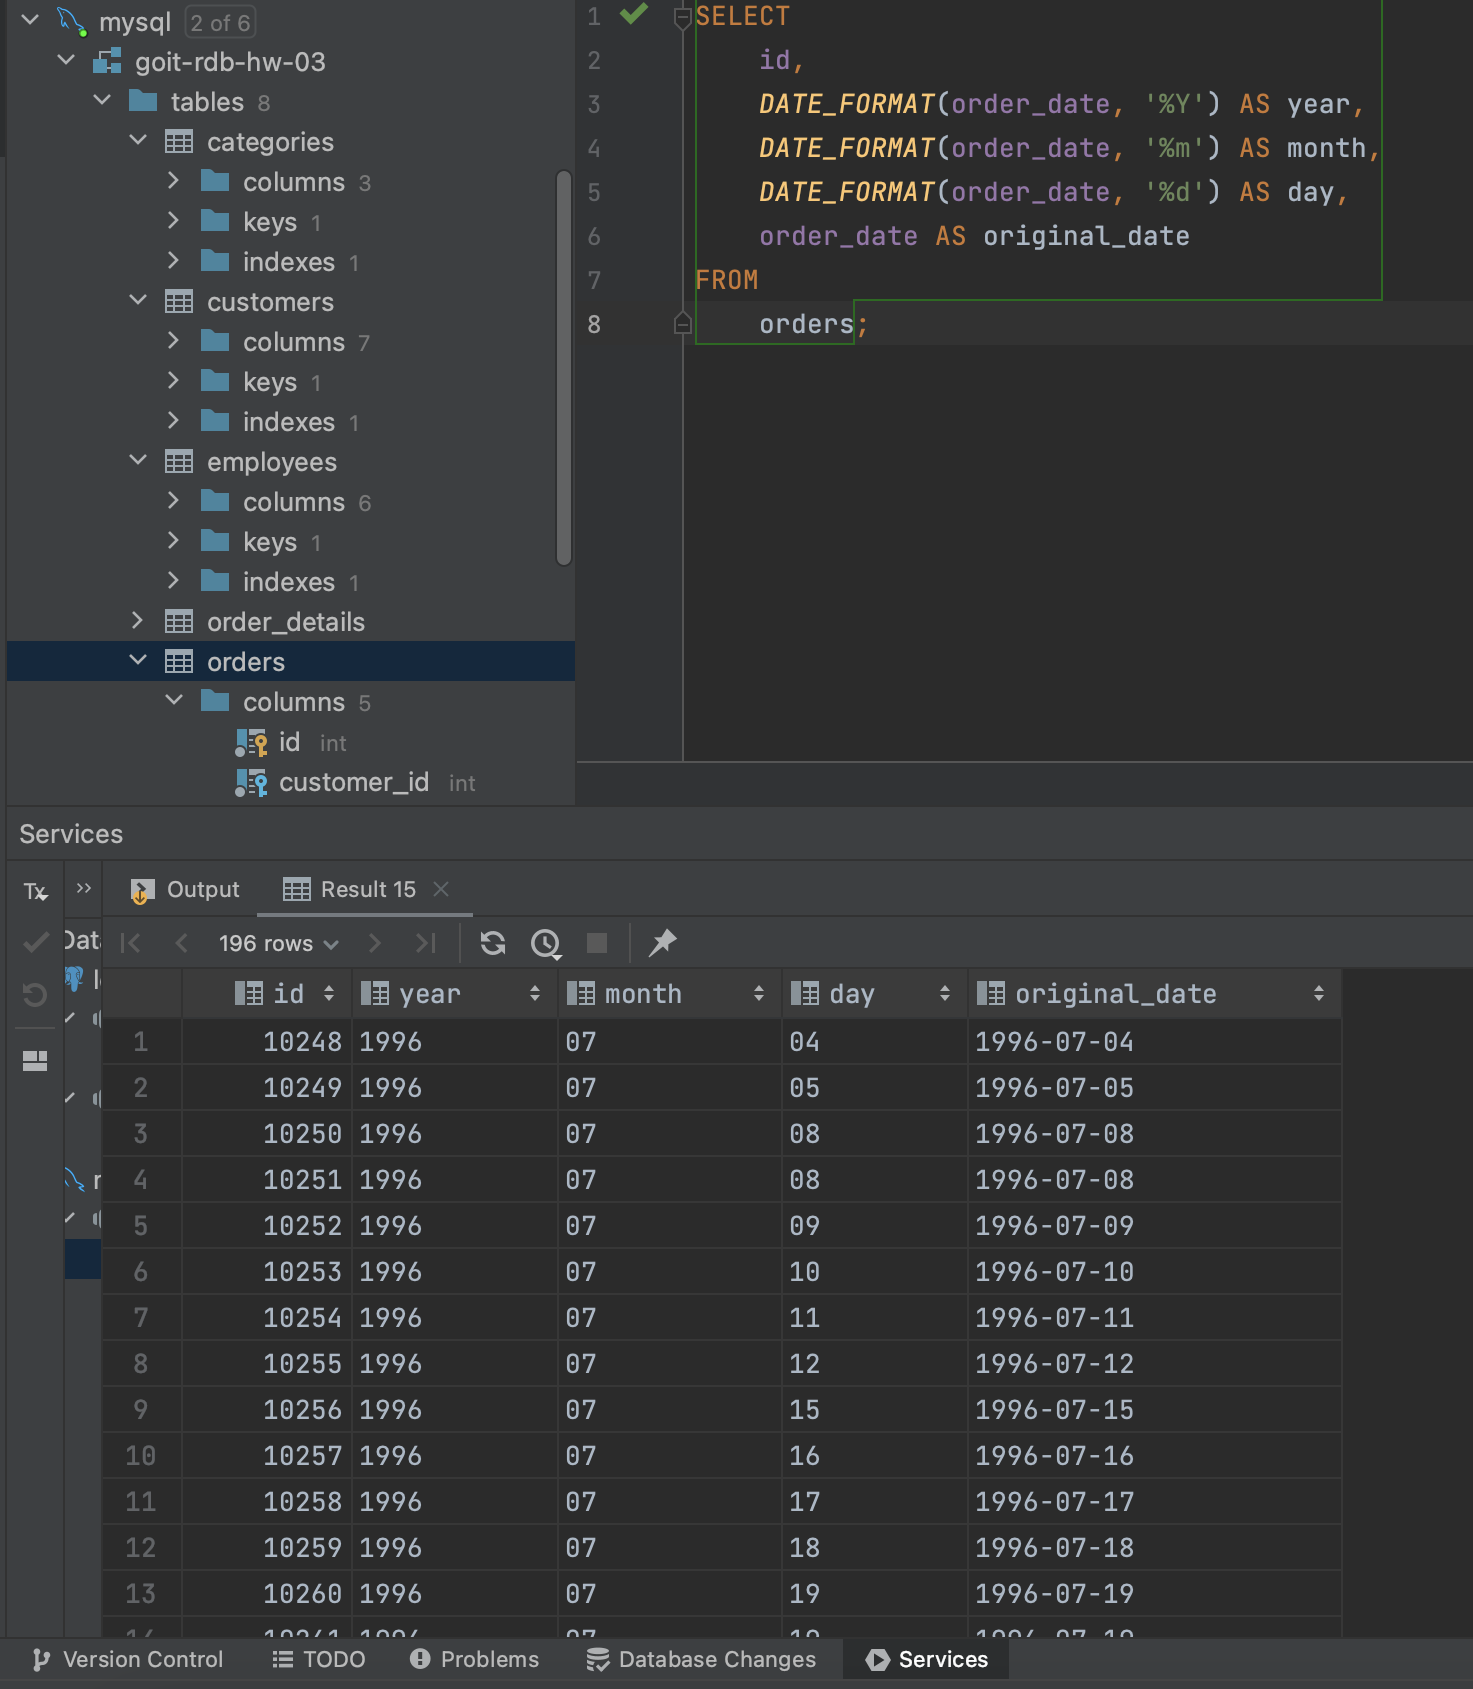 mysql 2 of 6
goit-rdb-hw-03
tables 8
categories
columns 3
keys 1
indexes 1
customers
columns 7
keys 1
indexes 1
employees
columns 6
keys 1
indexes 1
order_details
orders
columns 5
id int
customer_id int
1 SELECT
2 id,
3 DATE_FORMAT(order_date, '%Y') AS year,
4 DATE_FORMAT(order_date, '%m') AS month,
5 DATE_FORMAT(order_date, '%d') AS day,
6 order_date AS original_date
7 FROM
8 orders;
Services
Tx » Output Result 15
196 rows
id year month day original_date
1 10248 1996 07 04 1996-07-04
2 10249 1996 07 05 1996-07-05
3 10250 1996 07 08 1996-07-08
4 10251 1996 07 08 1996-07-08
5 10252 1996 07 09 1996-07-09
6 10253 1996 07 10 1996-07-10
7 10254 1996 07 11 1996-07-11
8 10255 1996 07 12 1996-07-12
9 10256 1996 07 15 1996-07-15
10 10257 1996 07 16 1996-07-16
11 10258 1996 07 17 1996-07-17
12 10259 1996 07 18 1996-07-18
13 10260 1996 07 19 1996-07-19
14 10261 1996 07 19 1996-07-19
Version Control TODO Problems Database Changes Services